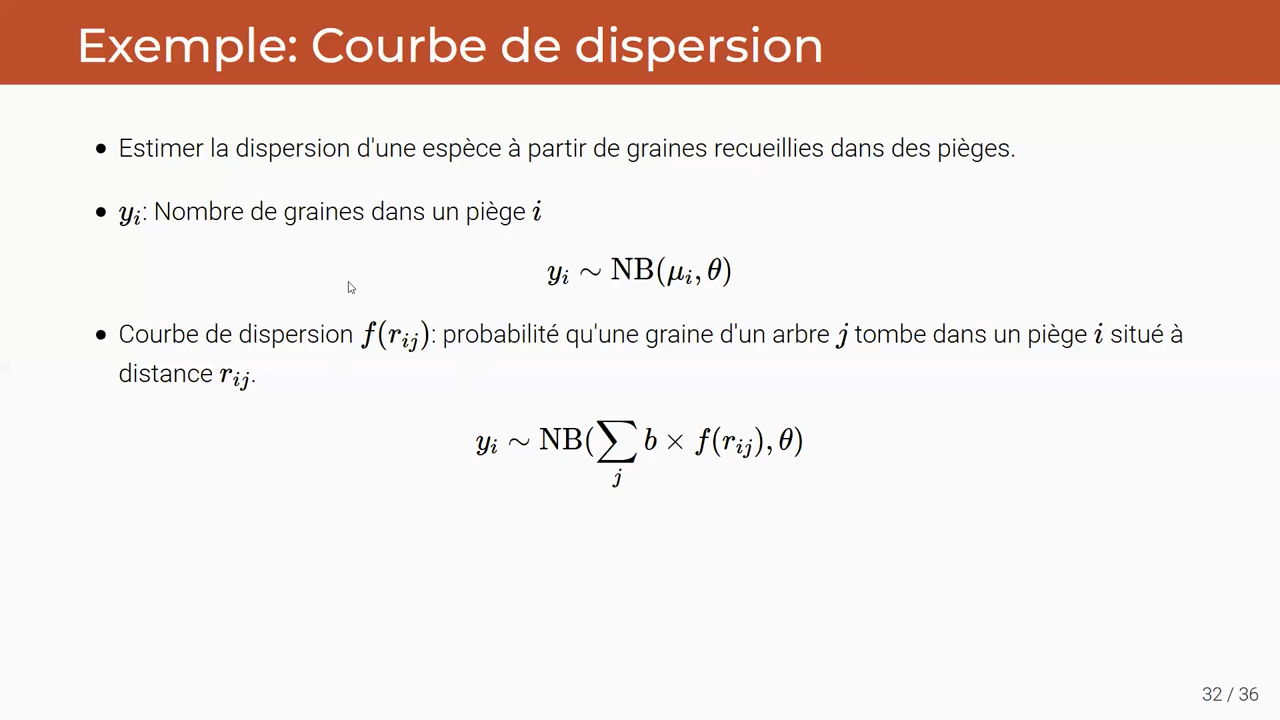 Exemple: Courbe de dispersion
• Estimer la dispersion d'une espèce à partir de graines recueillies dans des pièges.
• yᵢ: Nombre de graines dans un piège i
yᵢ ∼ NB(μᵢ, θ)
• Courbe de dispersion f(rᵢⱼ): probabilité qu'une graine d'un arbre j tombe dans un piège i situé à
distance rᵢⱼ.
yᵢ ∼ NB(∑ⱼ b × f(rᵢⱼ), θ)
32 / 36